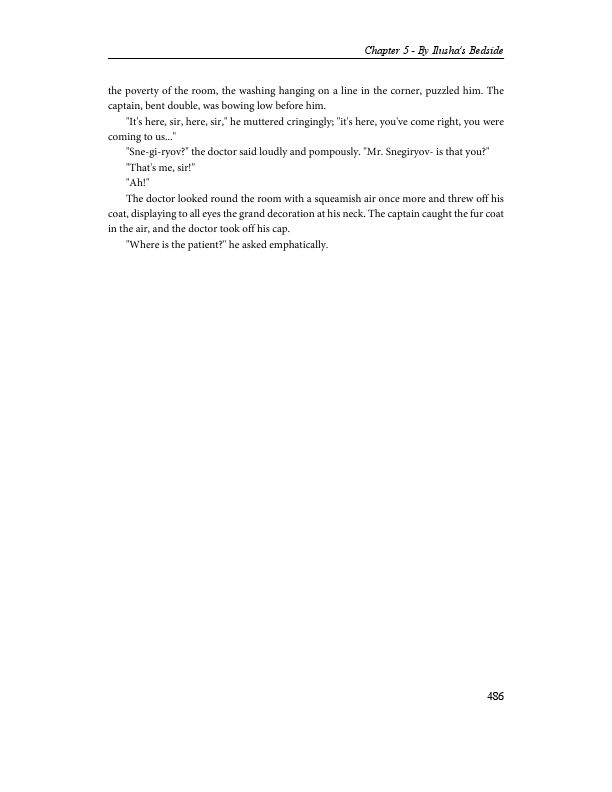 Chapter 5 - By Ilusha's Bedside
the poverty of the room, the washing hanging on a line in the corner, puzzled him. The
captain, bent double, was bowing low before him.
"It's here, sir, here, sir," he muttered cringingly; "it's here, you've come right, you were
coming to us..."
"Sne-gi-ryov?" the doctor said loudly and pompously. "Mr. Snegiryov- is that you?"
"That's me, sir!"
"Ah!"
The doctor looked round the room with a squeamish air once more and threw off his
coat, displaying to all eyes the grand decoration at his neck. The captain caught the fur coat
in the air, and the doctor took off his cap.
"Where is the patient?" he asked emphatically.
486